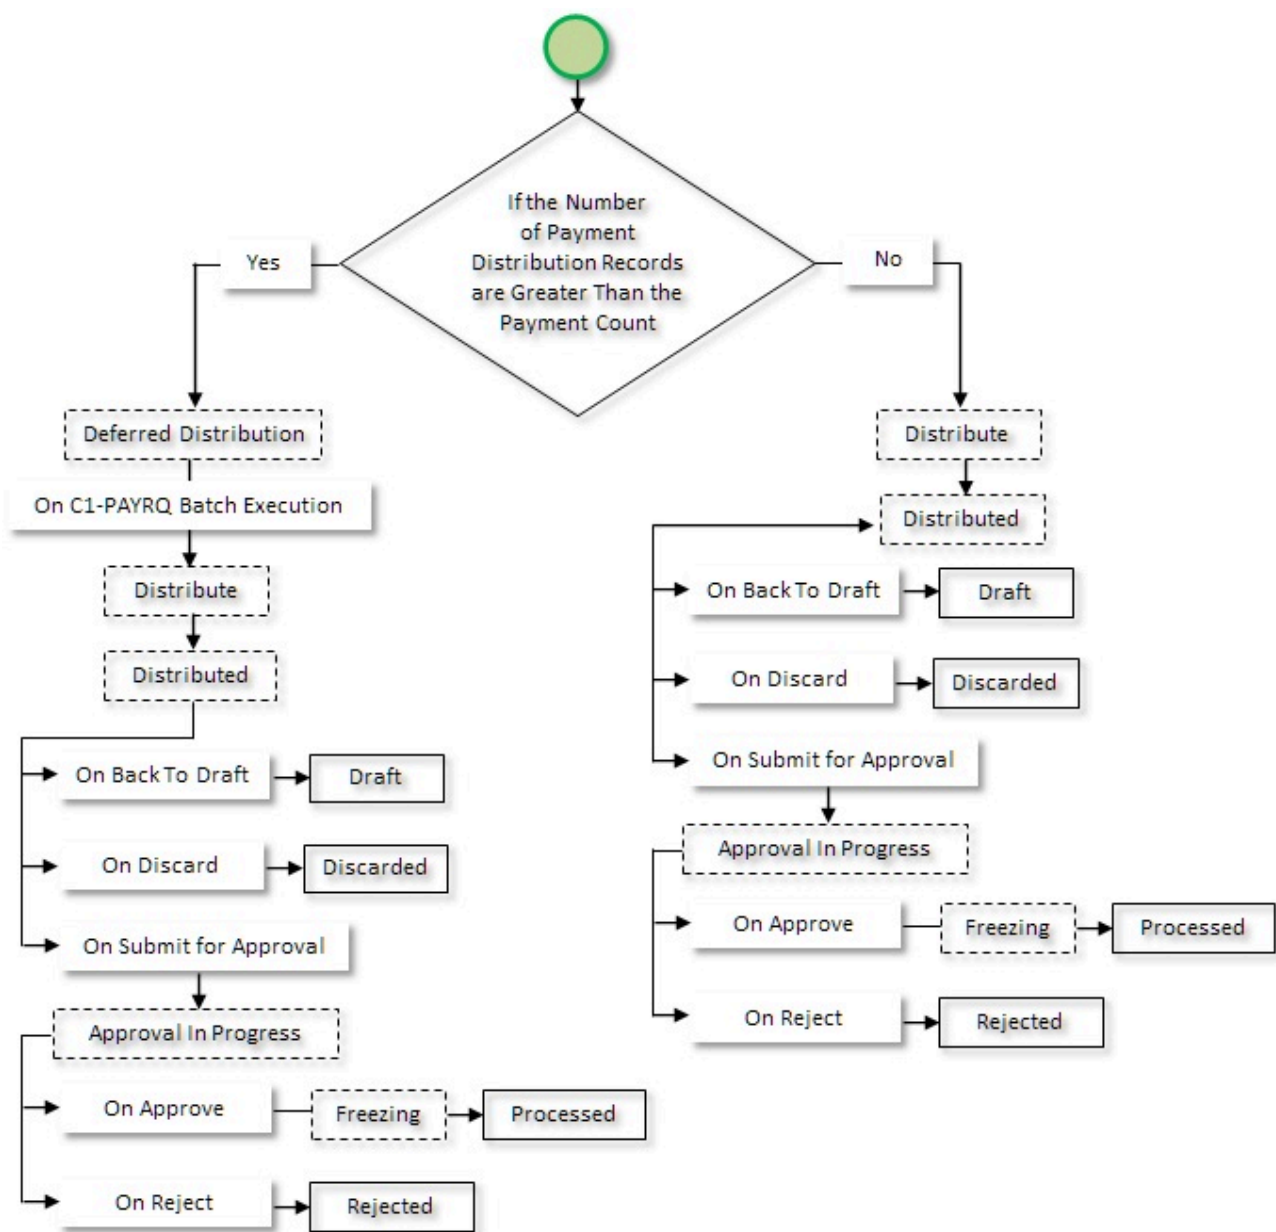 If the Number
of Payment
Distribution Records
are Greater Than the
Payment Count
Yes
No
Deferred Distribution
On C1-PAYRQ Batch Execution
Distribute
Distributed
On Back To Draft
Draft
On Discard
Discarded
On Submit for Approval
Approval In Progress
On Approve
Freezing
Processed
On Reject
Rejected
Distribute
Distributed
On Back To Draft
Draft
On Discard
Discarded
On Submit for Approval
Approval In Progress
On Approve
Freezing
Processed
On Reject
Rejected